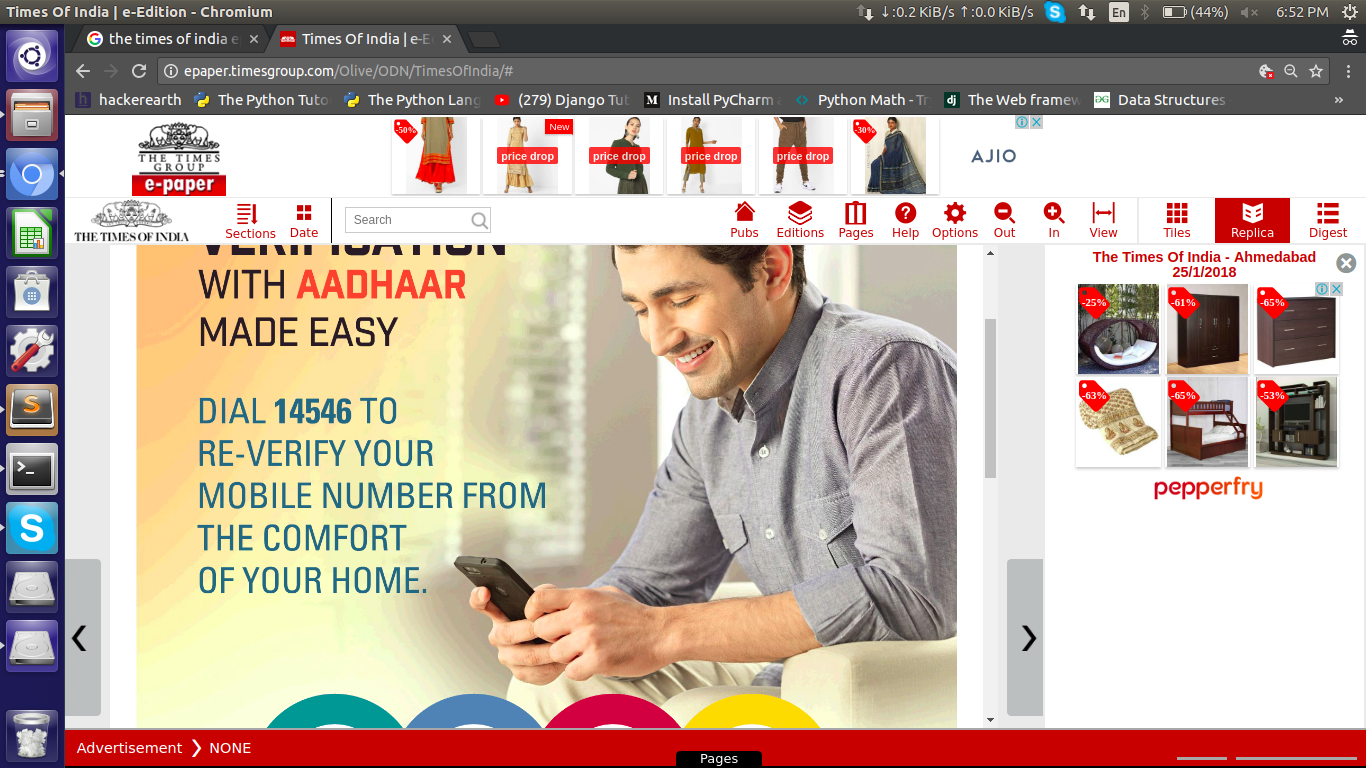 Times Of India | e-Edition - Chromium
↓:0.2 KiB/s ↑:0.0 KiB/s
En
(44%)
6:52 PM
the times of india e
Times Of India | e-E
epaper.timesgroup.com/Olive/ODN/TimesOfIndia/#
hackerearth
The Python Tuto
The Python Lang
(279) Django Tut
Install PyCharm
Python Math - Tr
The Web framew
Data Structures
»
THE TIMES
GROUP
e-paper
-50%
New
price drop
price drop
price drop
price drop
-30%
AJIO
THE TIMES OF INDIA
Sections
Date
Search
Pubs
Editions
Pages
Help
Options
Out
In
View
Tiles
Replica
Digest
VERIFICATION
WITH AADHAAR
MADE EASY
DIAL 14546 TO
RE-VERIFY YOUR
MOBILE NUMBER FROM
THE COMFORT
OF YOUR HOME.
The Times Of India - Ahmedabad
25/1/2018
-25%
-61%
-65%
-63%
-65%
-53%
pepperfry
Advertisement ❯ NONE
Pages